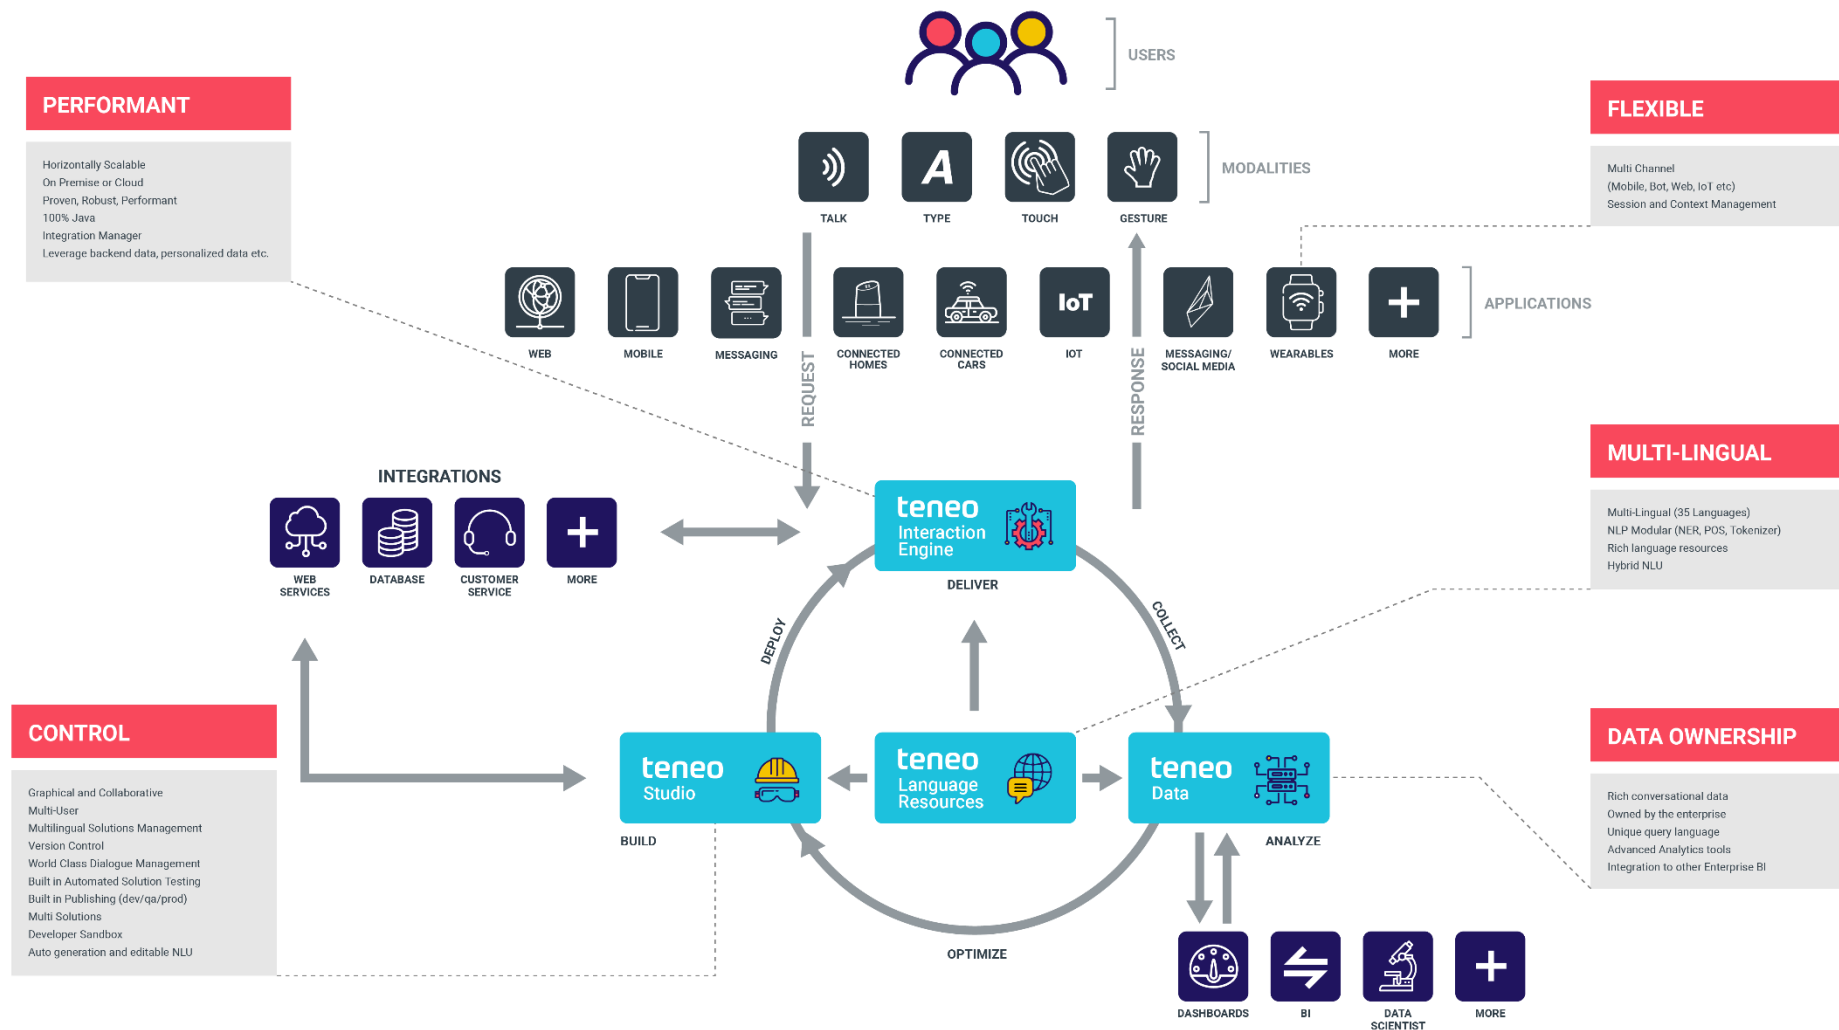 USERS
PERFORMANT
Horizontally Scalable
On Premise or Cloud
Proven, Robust, Performant
100% Java
Integration Manager
Leverage backend data, personalized data etc.
FLEXIBLE
Multi Channel
(Mobile, Bot, Web, IoT etc)
Session and Context Management
A
TALK
TYPE
TOUCH
GESTURE
MODALITIES
IoT
WEB
MOBILE
MESSAGING
CONNECTED
HOMES
CONNECTED
CARS
IOT
MESSAGING/
SOCIAL MEDIA
WEARABLES
MORE
APPLICATIONS
REQUEST
RESPONSE
INTEGRATIONS
WEB
SERVICES
DATABASE
CUSTOMER
SERVICE
MORE
teneo
Interaction
Engine
DELIVER
MULTI-LINGUAL
Multi-Lingual (35 Languages)
NLP Modular (NER, POS, Tokenizer)
Rich language resources
Hybrid NLU
DEPLOY
COLLECT
CONTROL
Graphical and Collaborative
Multi-User
Multilingual Solutions Management
Version Control
World Class Dialogue Management
Built in Automated Solution Testing
Built in Publishing (dev/qa/prod)
Multi Solutions
Developer Sandbox
Auto generation and editable NLU
teneo
Studio
BUILD
teneo
Language
Resources
teneo
Data
ANALYZE
DATA OWNERSHIP
Rich conversational data
Owned by the enterprise
Unique query language
Advanced Analytics tools
Integration to other Enterprise BI
OPTIMIZE
DASHBOARDS
BI
DATA
SCIENTIST
MORE